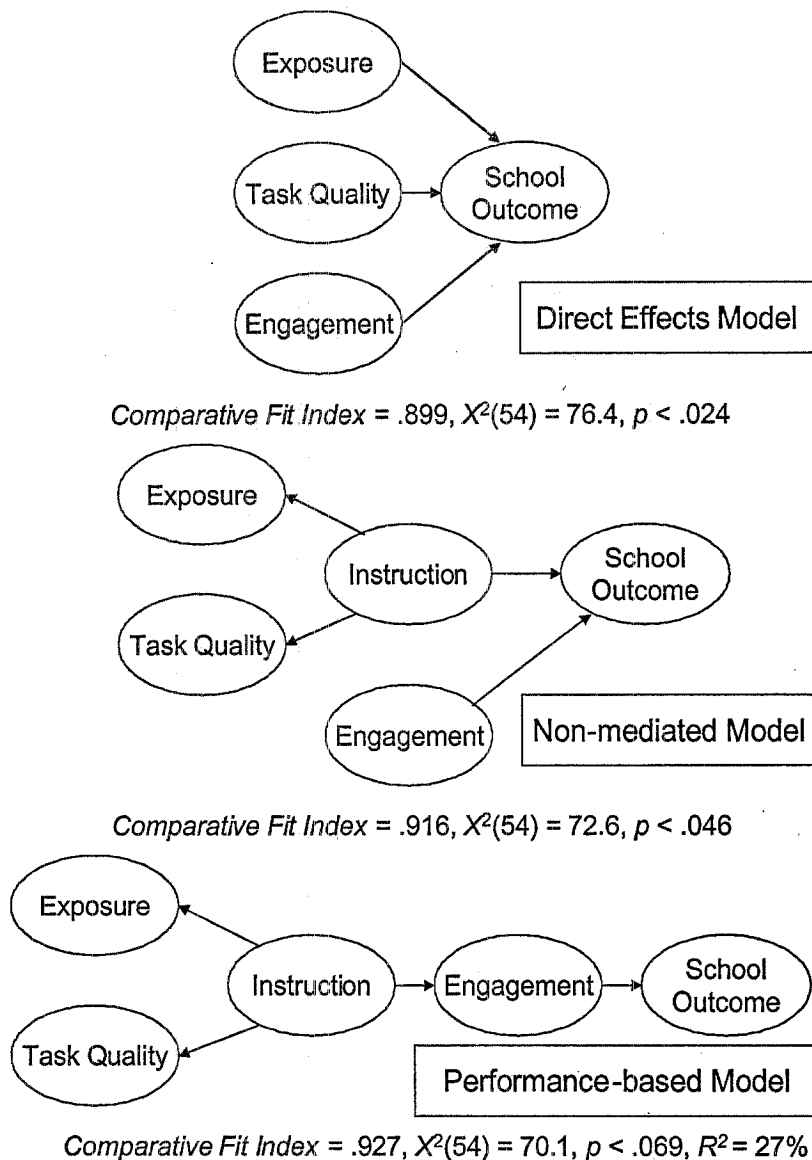 Exposure
Task Quality
School
Outcome
Engagement
Direct Effects Model
Comparative Fit Index = .899, X²(54) = 76.4, p < .024
Exposure
Instruction
School
Outcome
Task Quality
Engagement
Non-mediated Model
Comparative Fit Index = .916, X²(54) = 72.6, p < .046
Exposure
Instruction
Engagement
School
Outcome
Task Quality
Performance-based Model
Comparative Fit Index = .927, X²(54) = 70.1, p < .069, R² = 27%